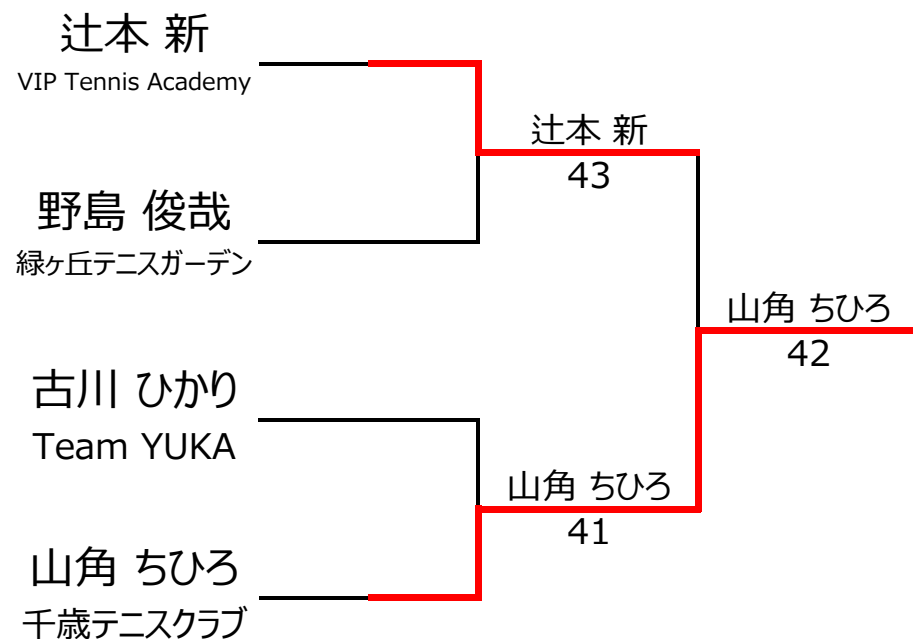 辻本 新
VIP Tennis Academy
辻本 新
43
野島 俊哉
緑ヶ丘テニスガーデン
山角 ちひろ
42
古川 ひかり
Team YUKA
山角 ちひろ
41
山角 ちひろ
千歳テニスクラブ